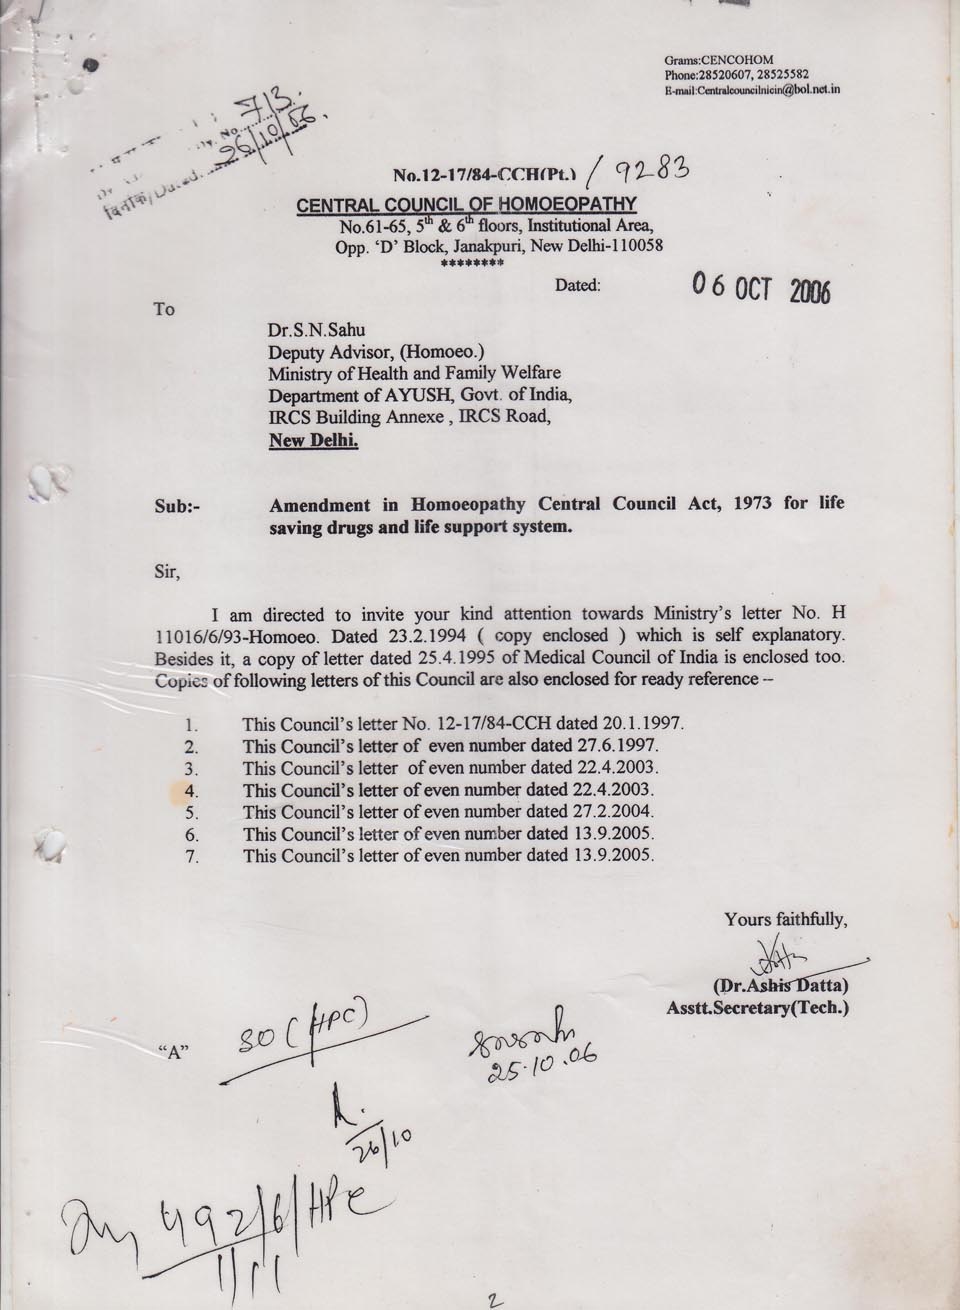 Grams:CENCOHOM
Phone:28520607, 28525582
E-mail:Centralcouncilnicin@bol.net.in
No. 713
दिनांक/Dated. 26/10/06.
No.12-17/84-CCH(Pt.) / 9283
CENTRAL COUNCIL OF HOMOEOPATHY
No.61-65, 5th & 6th floors, Institutional Area,
Opp. ‘D’ Block, Janakpuri, New Delhi-110058
********
Dated: 06 OCT 2006
To
Dr.S.N.Sahu
Deputy Advisor, (Homoeo.)
Ministry of Health and Family Welfare
Department of AYUSH, Govt. of India,
IRCS Building Annexe , IRCS Road,
New Delhi.
Sub:- Amendment in Homoeopathy Central Council Act, 1973 for life
saving drugs and life support system.
Sir,
I am directed to invite your kind attention towards Ministry’s letter No. H
11016/6/93-Homoeo. Dated 23.2.1994 ( copy enclosed ) which is self explanatory.
Besides it, a copy of letter dated 25.4.1995 of Medical Council of India is enclosed too.
Copies of following letters of this Council are also enclosed for ready reference –
1. This Council’s letter No. 12-17/84-CCH dated 20.1.1997.
2. This Council’s letter of even number dated 27.6.1997.
3. This Council’s letter of even number dated 22.4.2003.
4. This Council’s letter of even number dated 22.4.2003.
5. This Council’s letter of even number dated 27.2.2004.
6. This Council’s letter of even number dated 13.9.2005.
7. This Council’s letter of even number dated 13.9.2005.
Yours faithfully,
(Dr.Ashis Datta)
Asstt.Secretary(Tech.)
“A”
SO (HPC)
25.10.06
26/10
492/6/HPC
1/11
2